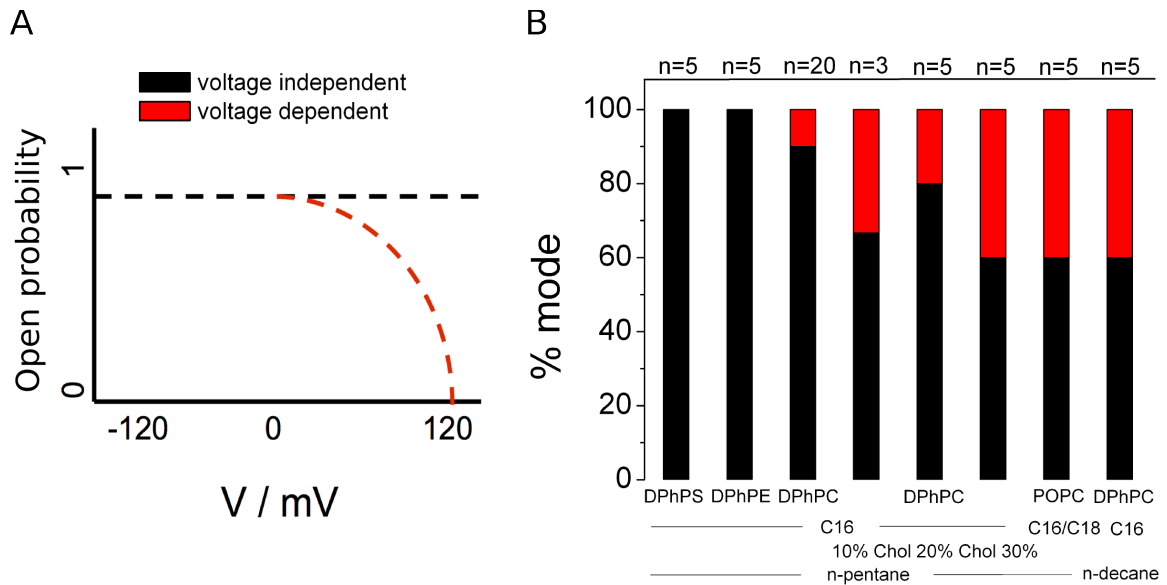 A
voltage independent
voltage dependent
Open probability
1
0
-120 0 120
V / mV
B
n=5 n=5 n=20 n=3 n=5 n=5 n=5 n=5
% mode
100
80
60
40
20
0
DPhPS DPhPE DPhPC DPhPC POPC DPhPC
C16 C16/C18 C16
10% Chol 20% Chol 30%
n-pentane n-decane